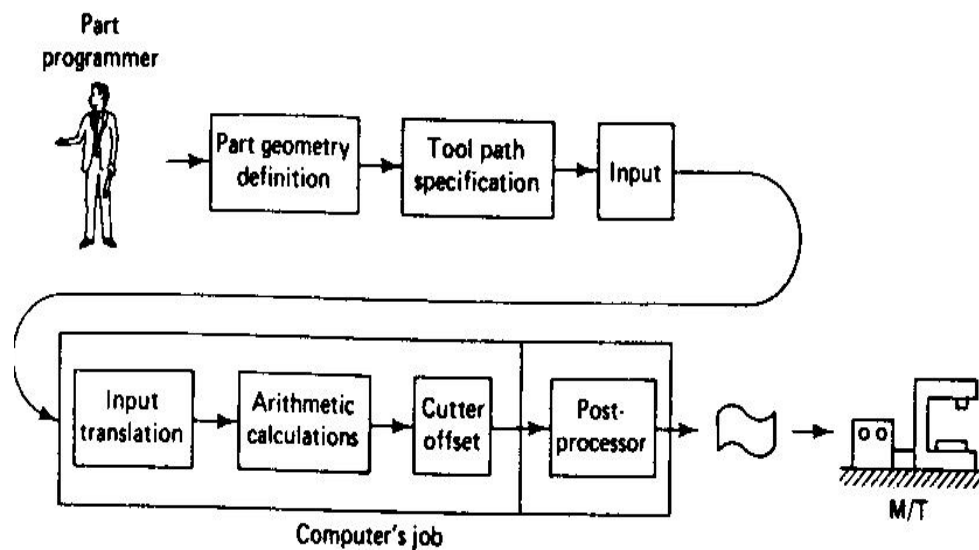 Part
programmer
Part geometry
definition
Tool path
specification
Input
Input
translation
Arithmetic
calculations
Cutter
offset
Post-
processor
M/T
Computer's job